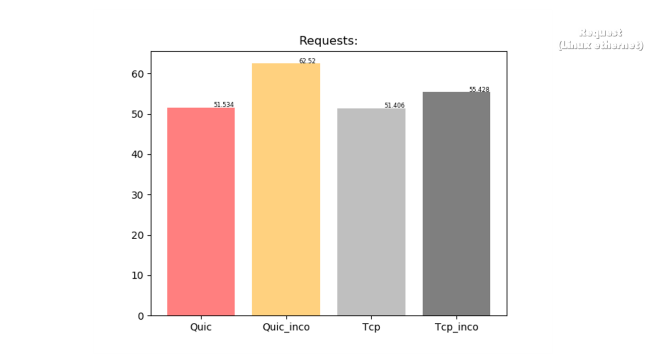 Request
(Linux ethernet)
Requests:
60
50
40
30
20
10
0
51.534
62.52
51.406
55.428
Quic
Quic_inco
Tcp
Tcp_inco